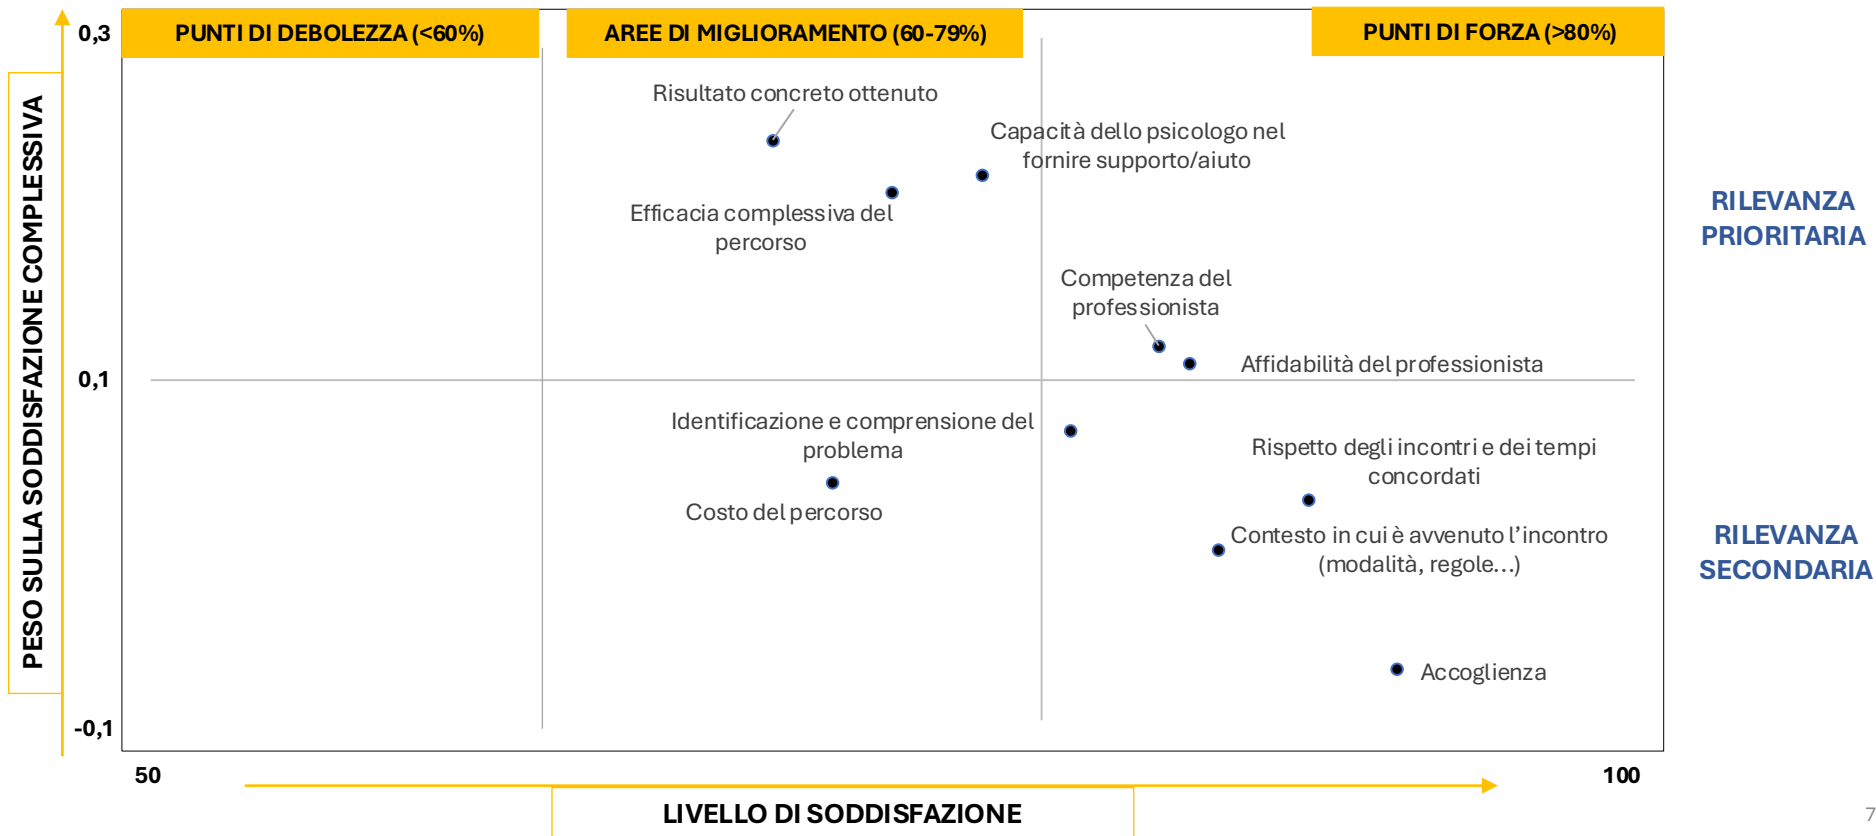 0,3
PUNTI DI DEBOLEZZA (<60%)
AREE DI MIGLIORAMENTO (60-79%)
PUNTI DI FORZA (>80%)
PESO SULLA SODDISFAZIONE COMPLESSIVA
Risultato concreto ottenuto
Capacità dello psicologo nel
fornire supporto/aiuto
Efficacia complessiva del
percorso
RILEVANZA
PRIORITARIA
Competenza del
professionista
Affidabilità del professionista
0,1
Identificazione e comprensione del
problema
Rispetto degli incontri e dei tempi
concordati
Costo del percorso
Contesto in cui è avvenuto l’incontro
(modalità, regole…)
RILEVANZA
SECONDARIA
Accoglienza
-0,1
50
100
LIVELLO DI SODDISFAZIONE
7